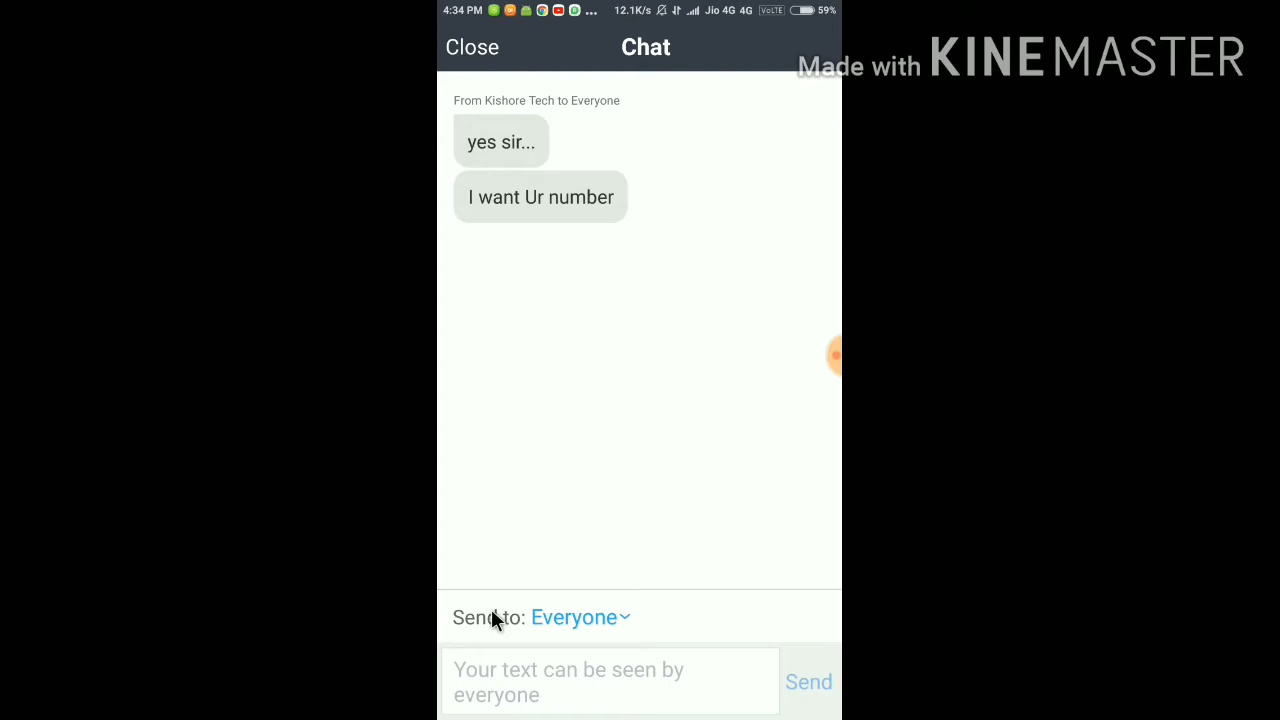 4:34 PM ... 12.1K/s Jio 4G 4G VoLTE 59%
Close Chat
Made with KINEMASTER
From Kishore Tech to Everyone
yes sir...
I want Ur number
Send to: Everyone
Your text can be seen by
everyone
Send